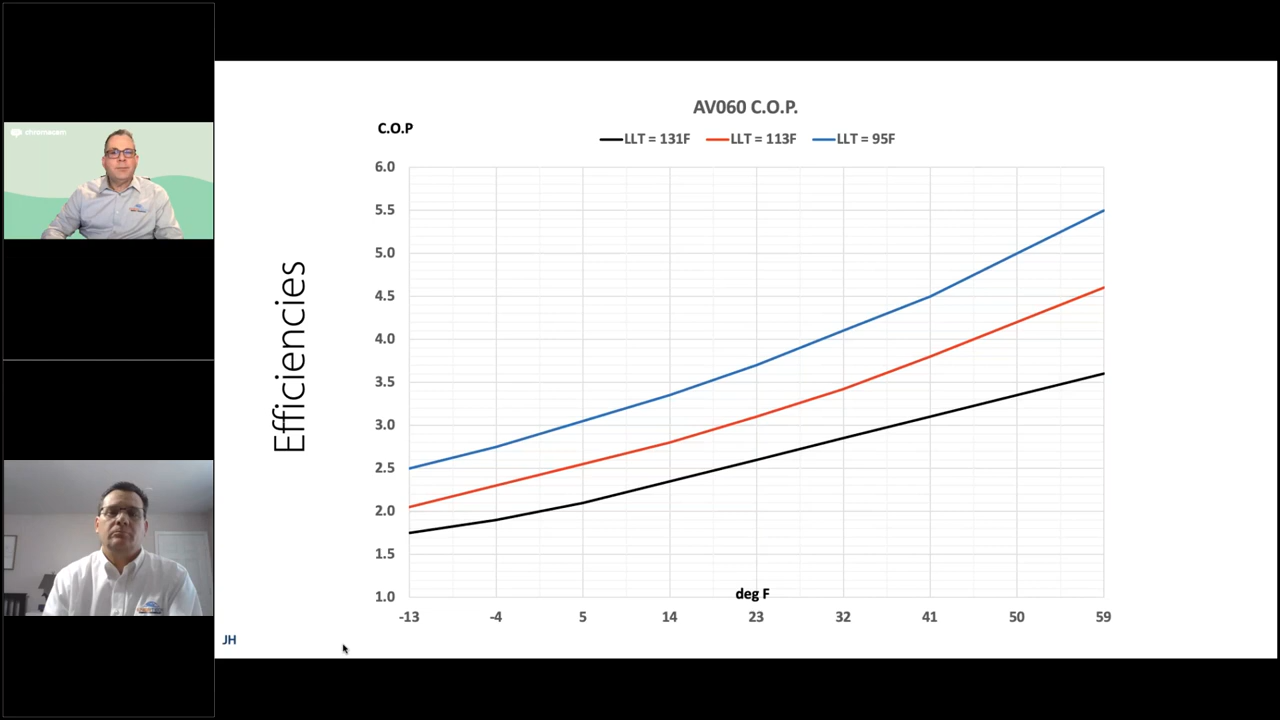 chromacam
AV060 C.O.P.
C.O.P
LLT = 131F LLT = 113F LLT = 95F
6.0
5.5
5.0
4.5
4.0
3.5
3.0
2.5
2.0
1.5
1.0
deg F
-13 -4 5 14 23 32 41 50 59
Efficiencies
JH